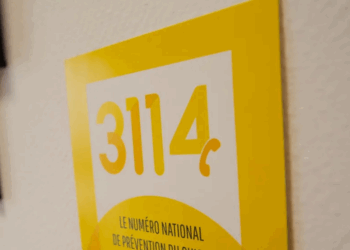 3114
LE NUMÉRO NATIONAL
DE PRÉVENTION DU